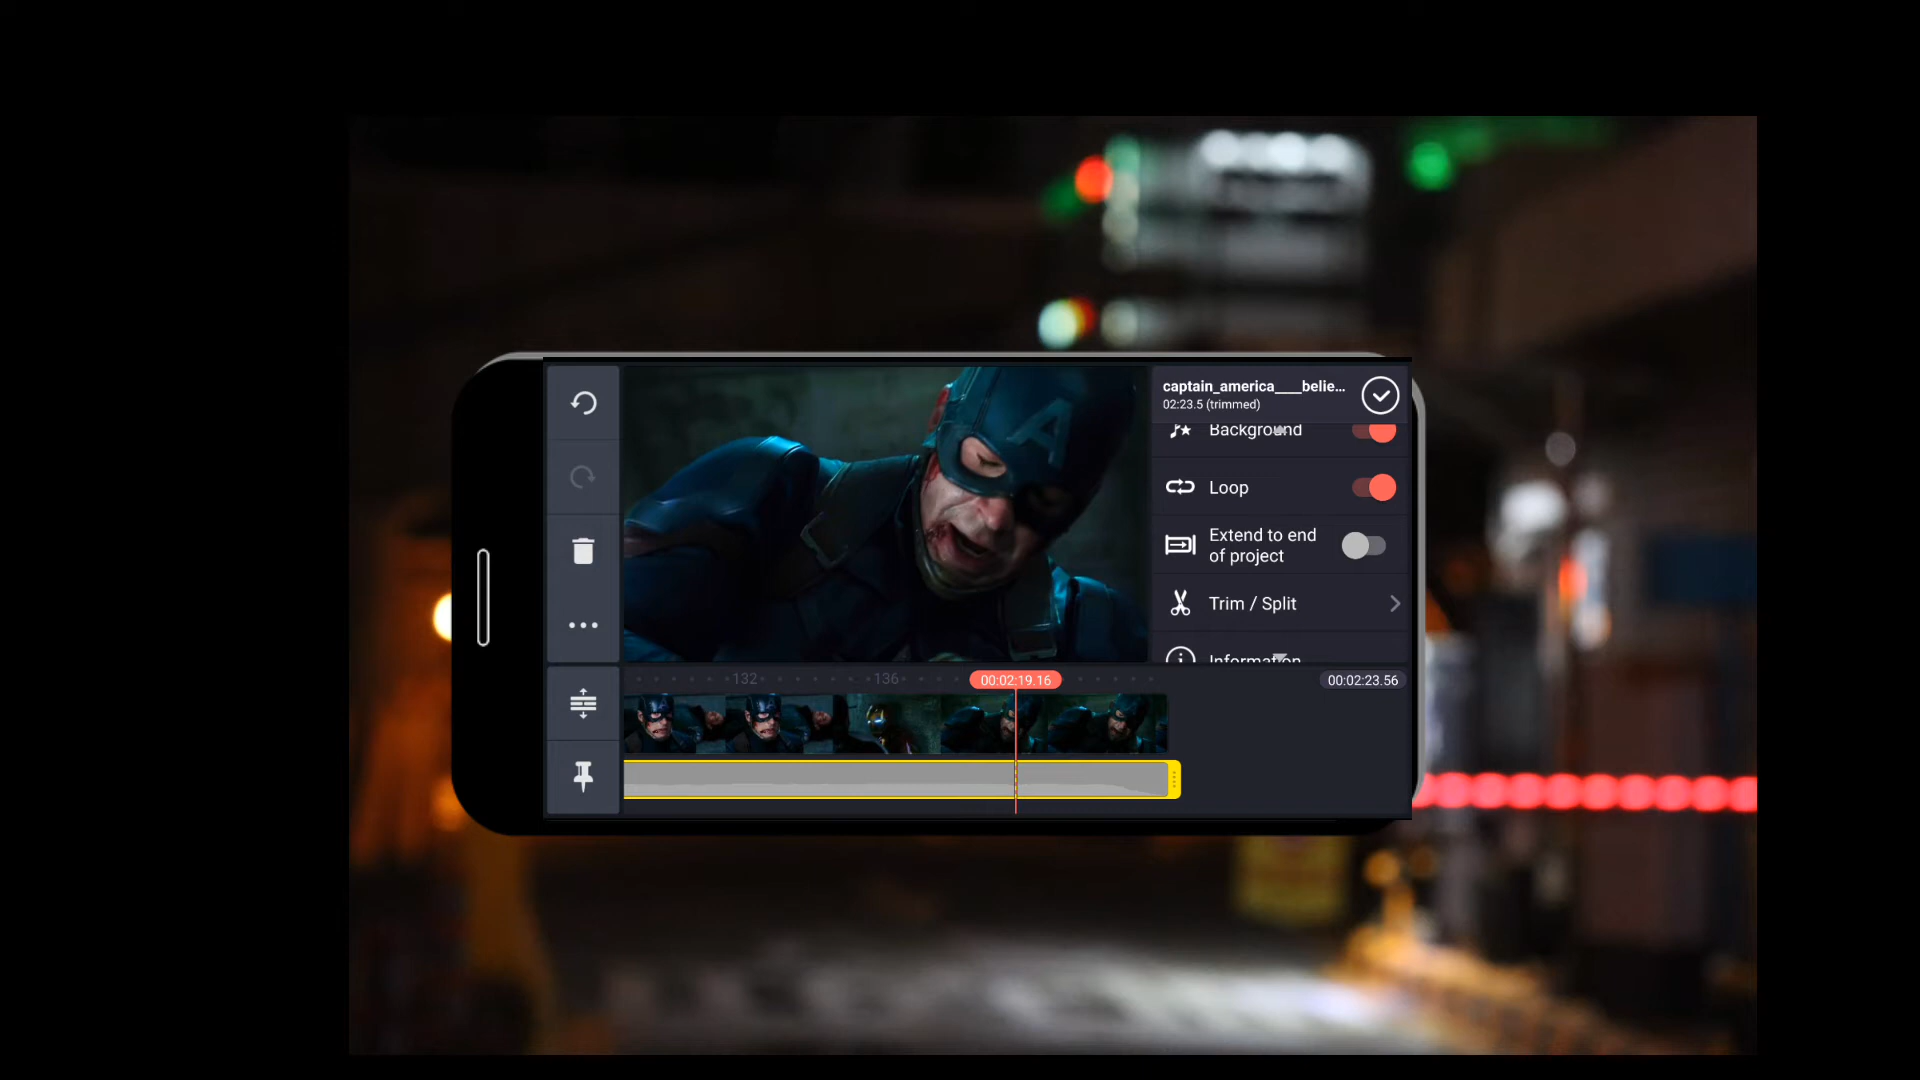 captain_america___belie...
02:23.5 (trimmed)
Background
Loop
Extend to end
of project
Trim / Split
Information
132
136
00:02:19.16
00:02:23.56
A